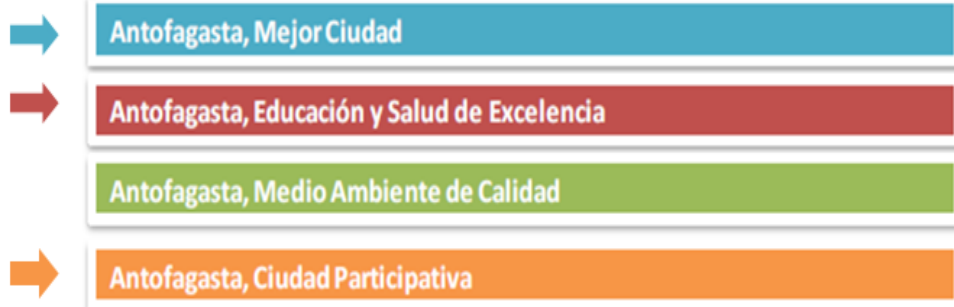 Antofagasta, Mejor Ciudad
Antofagasta, Educación y Salud de Excelencia
Antofagasta, Medio Ambiente de Calidad
Antofagasta, Ciudad Participativa